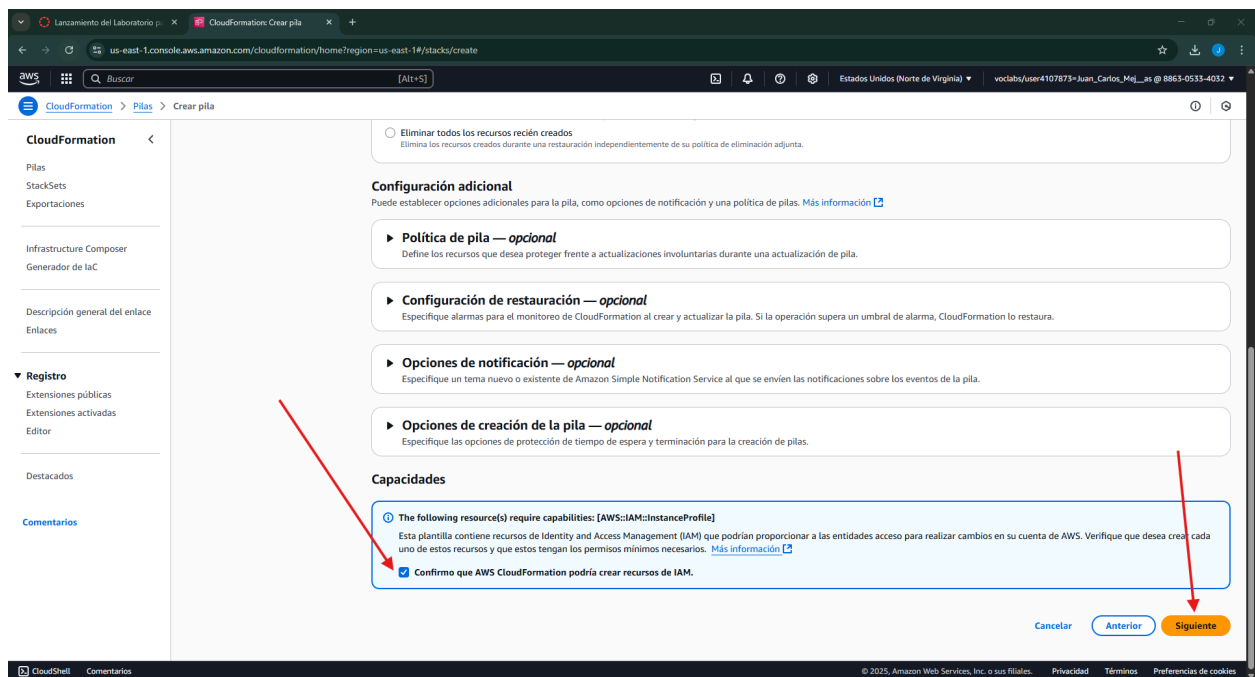 Lanzamiento del Laboratorio pa
CloudFormation: Crear pila
us-east-1.console.aws.amazon.com/cloudformation/home?region=us-east-1#/stacks/create
aws
Buscar
[Alt+S]
Estados Unidos (Norte de Virginia)
voclabs/user4107873=Juan_Carlos_Mej__as @ 8863-0533-4032
CloudFormation > Pilas > Crear pila
CloudFormation
Pilas
StackSets
Exportaciones
Infrastructure Composer
Generador de IaC
Descripción general del enlace
Enlaces
Registro
Extensiones públicas
Extensiones activadas
Editor
Destacados
Comentarios
Eliminar todos los recursos recién creados
Elimina los recursos creados durante una restauración independientemente de su política de eliminación adjunta.
Configuración adicional
Puede establecer opciones adicionales para la pila, como opciones de notificación y una política de pilas. Más información
Política de pila — opcional
Define los recursos que desea proteger frente a actualizaciones involuntarias durante una actualización de pila.
Configuración de restauración — opcional
Especifique alarmas para el monitoreo de CloudFormation al crear y actualizar la pila. Si la operación supera un umbral de alarma, CloudFormation lo restaura.
Opciones de notificación — opcional
Especifique un tema nuevo o existente de Amazon Simple Notification Service al que se envíen las notificaciones sobre los eventos de la pila.
Opciones de creación de la pila — opcional
Especifique las opciones de protección de tiempo de espera y terminación para la creación de pilas.
Capacidades
The following resource(s) require capabilities: [AWS::IAM::InstanceProfile]
Esta plantilla contiene recursos de Identity and Access Management (IAM) que podrían proporcionar a las entidades acceso para realizar cambios en su cuenta de AWS. Verifique que desea crear cada
uno de estos recursos y que estos tengan los permisos mínimos necesarios. Más información
Confirmo que AWS CloudFormation podría crear recursos de IAM.
Cancelar
Anterior
Siguiente
CloudShell
Comentarios
© 2025, Amazon Web Services, Inc. o sus filiales.
Privacidad
Términos
Preferencias de cookies